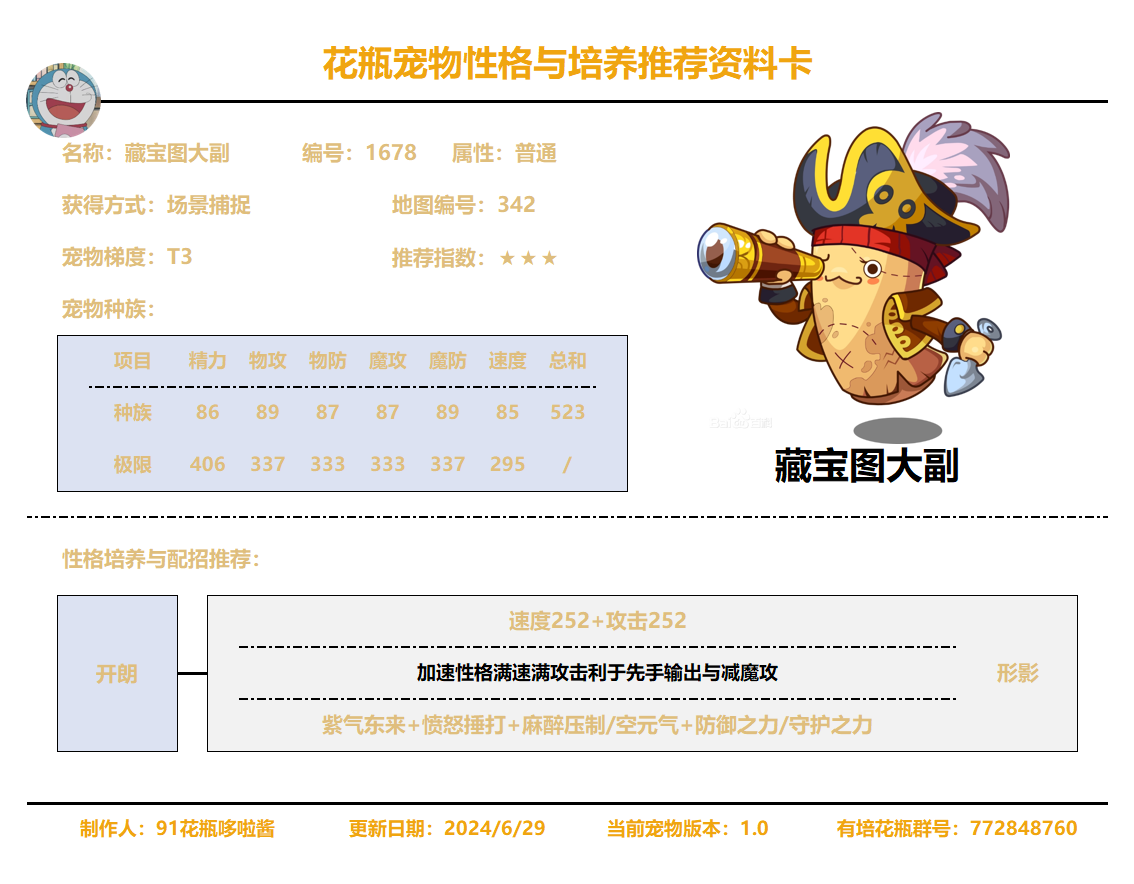 花瓶宠物性格与培养推荐资料卡
名称：藏宝图大副 编号：1678 属性：普通
获得方式：场景捕捉 地图编号：342
宠物梯度：T3 推荐指数：★★★
宠物种族：
项目 精力 物攻 物防 魔攻 魔防 速度 总和
种族 86 89 87 87 89 85 523
极限 406 337 333 333 337 295 /
Bai百科
藏宝图大副
性格培养与配招推荐：
开朗
速度252+攻击252
加速性格满速满攻击利于先手输出与减魔攻
紫气东来+愤怒捶打+麻醉压制/空元气+防御之力/守护之力
形影
制作人：91花瓶哆啦酱 更新日期：2024/6/29 当前宠物版本：1.0 有培花瓶群号：772848760